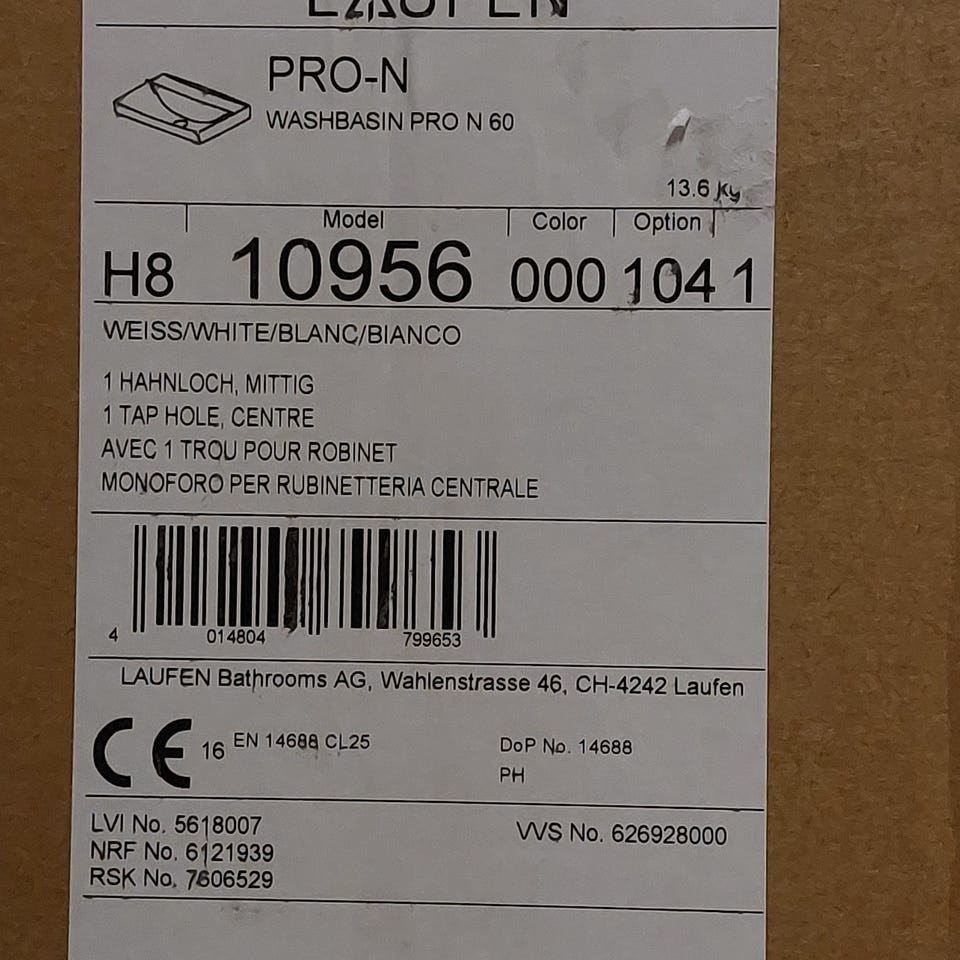 LAUFEN
PRO-N
WASHBASIN PRO N 60
13.6 Kg
Model Color Option
H8 10956 000 104 1
WEISS/WHITE/BLANC/BIANCO
1 HAHNLOCH, MITTIG
1 TAP HOLE, CENTRE
AVEC 1 TROU POUR ROBINET
MONOFORO PER RUBINETTERIA CENTRALE
4 014804 799653
LAUFEN Bathrooms AG, Wahlenstrasse 46, CH-4242 Laufen
CE 16 EN 14688 CL25 DoP No. 14688
PH
LVI No. 5618007 VVS No. 626928000
NRF No. 6121939
RSK No. 7606529